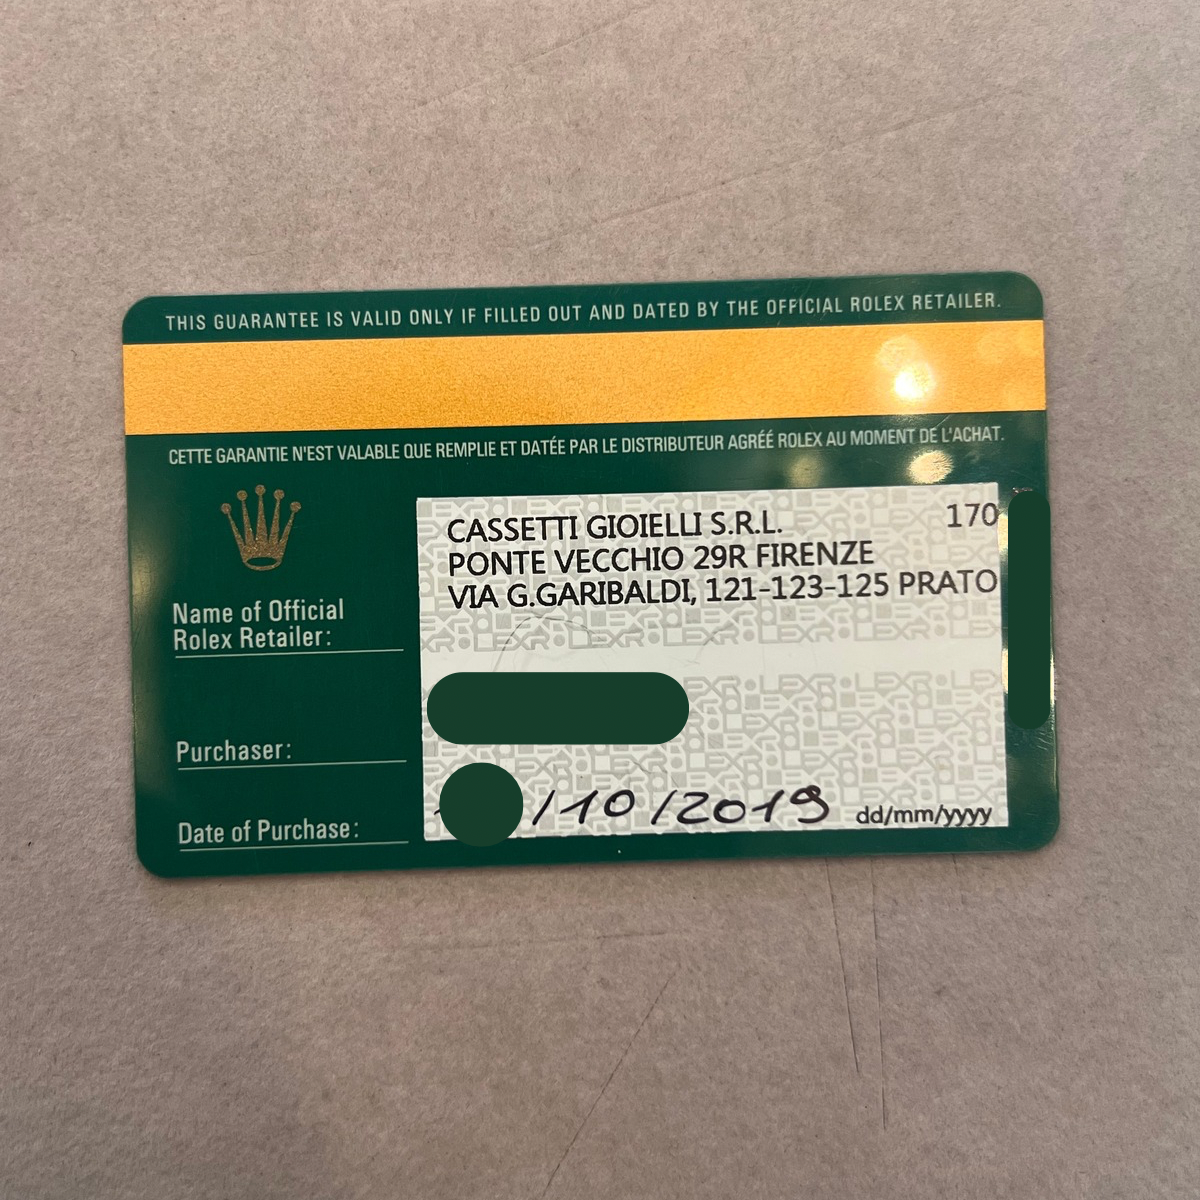 THIS GUARANTEE IS VALID ONLY IF FILLED OUT AND DATED BY THE OFFICIAL ROLEX RETAILER.
CETTE GARANTIE N'EST VALABLE QUE REMPLIE ET DATÉE PAR LE DISTRIBUTEUR AGRÉÉ ROLEX AU MOMENT DE L'ACHAT.
CASSETTI GIOIELLI S.R.L. 170
PONTE VECCHIO 29R FIRENZE
VIA G.GARIBALDI, 121-123-125 PRATO
Name of Official
Rolex Retailer:
Purchaser:
Date of Purchase: /10/2019 dd/mm/yyyy